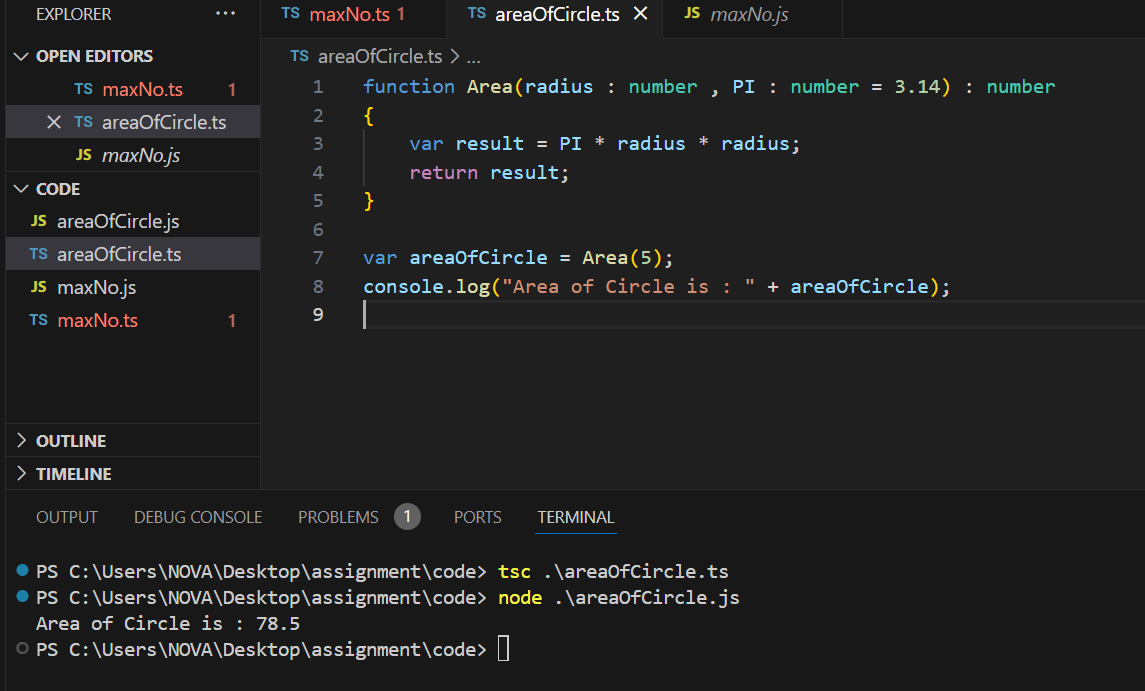 EXPLORER ...
OPEN EDITORS
TS maxNo.ts 1
TS areaOfCircle.ts
JS maxNo.js
CODE
JS areaOfCircle.js
TS areaOfCircle.ts
JS maxNo.js
TS maxNo.ts 1
OUTLINE
TIMELINE
TS maxNo.ts 1 TS areaOfCircle.ts JS maxNo.js
TS areaOfCircle.ts > ...
1 function Area(radius : number , PI : number = 3.14) : number
2 {
3 var result = PI * radius * radius;
4 return result;
5 }
6
7 var areaOfCircle = Area(5);
8 console.log("Area of Circle is : " + areaOfCircle);
9
OUTPUT DEBUG CONSOLE PROBLEMS 1 PORTS TERMINAL
PS C:\Users\NOVA\Desktop\assignment\code> tsc .\areaOfCircle.ts
PS C:\Users\NOVA\Desktop\assignment\code> node .\areaOfCircle.js
Area of Circle is : 78.5
PS C:\Users\NOVA\Desktop\assignment\code>